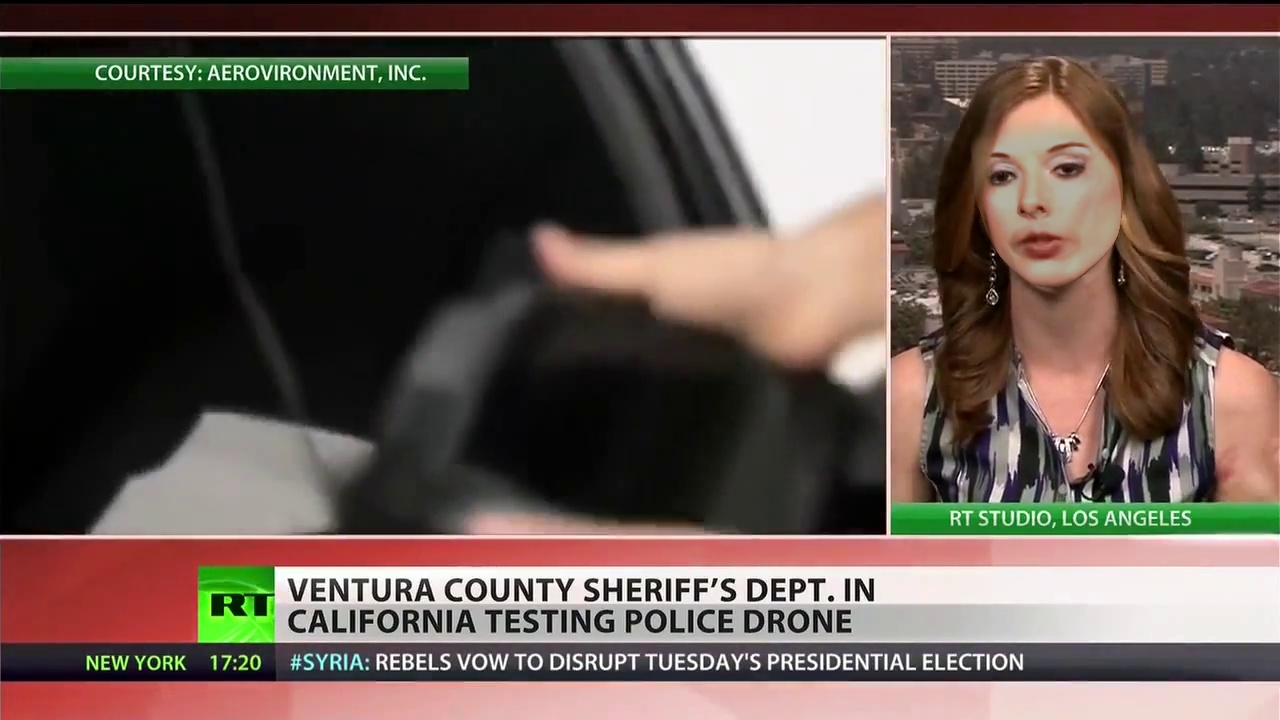 COURTESY: AEROVIRONMENT, INC.
RT STUDIO, LOS ANGELES
RT
VENTURA COUNTY SHERIFF'S DEPT. IN
CALIFORNIA TESTING POLICE DRONE
NEW YORK 17:20 #SYRIA: REBELS VOW TO DISRUPT TUESDAY'S PRESIDENTIAL ELECTION